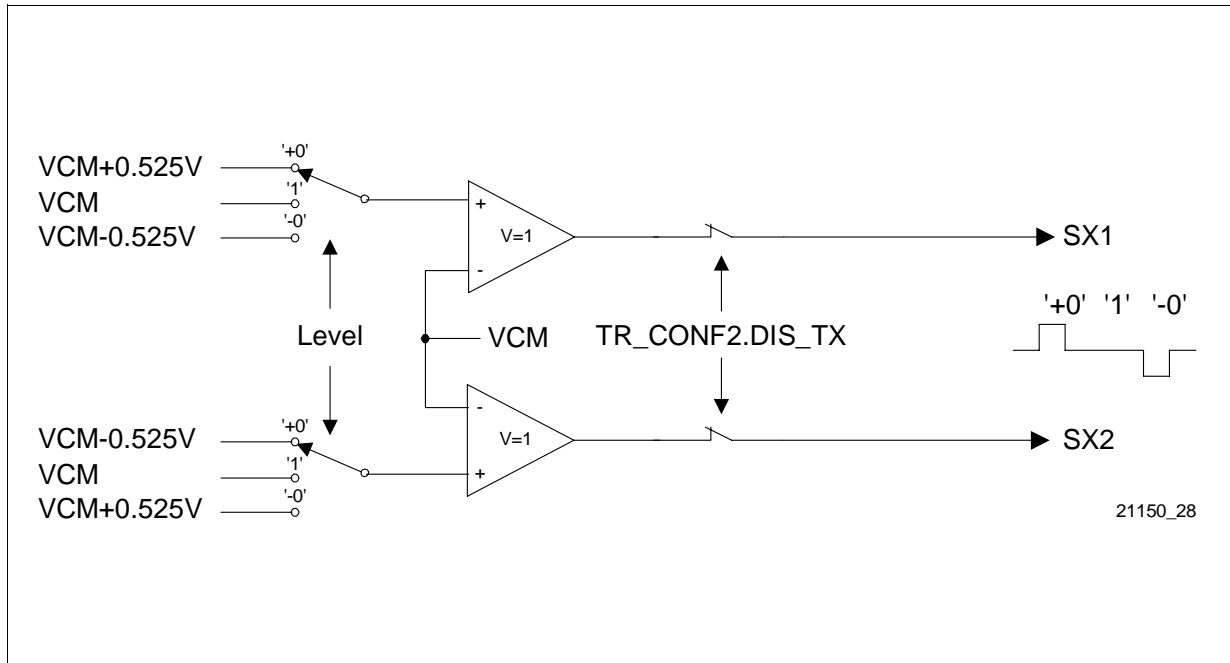 '+0'
VCM+0.525V
'1'
VCM
'-0'
VCM-0.525V
+
V=1
-
SX1
'+0' '1' '-0'
Level
VCM
TR_CONF2.DIS_TX
-
V=1
+
SX2
'+0'
VCM-0.525V
'1'
VCM
'-0'
VCM+0.525V
21150_28